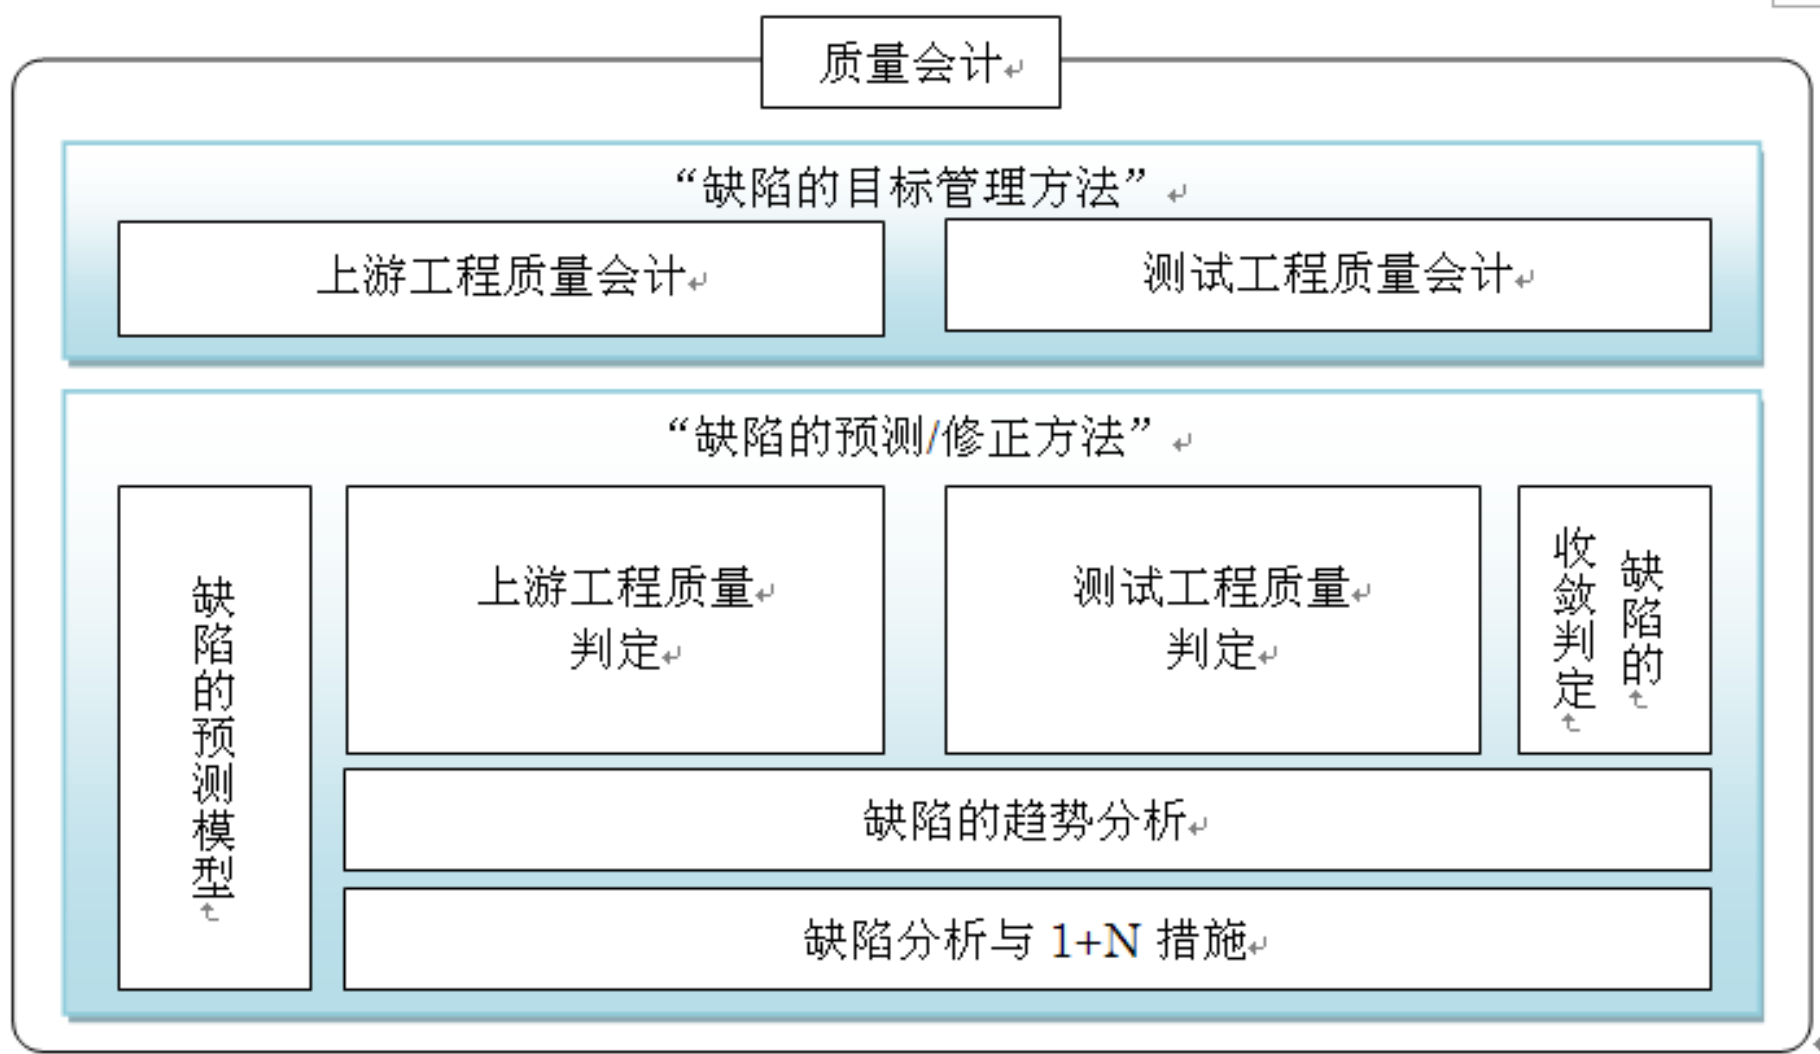 质量会计
“缺陷的目标管理方法”
上游工程质量会计
测试工程质量会计
“缺陷的预测/修正方法”
缺陷的预测模型
上游工程质量
判定
测试工程质量
判定
缺陷的
收敛判定
缺陷的趋势分析
缺陷分析与 1+N 措施